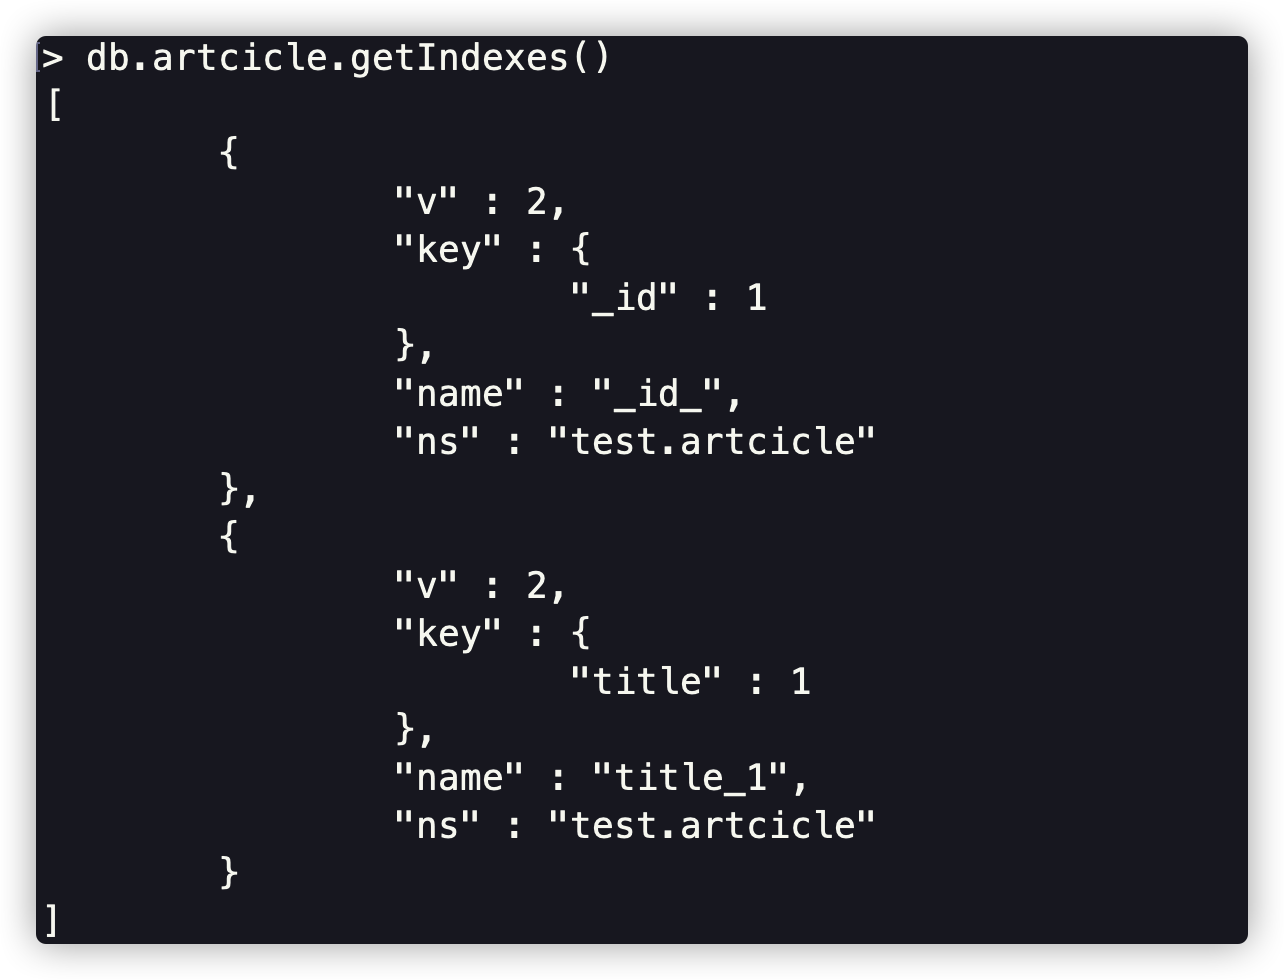 > db.artcicle.getIndexes()
[
        {
                "v" : 2,
                "key" : {
                        "_id" : 1
                },
                "name" : "_id_",
                "ns" : "test.artcicle"
        },
        {
                "v" : 2,
                "key" : {
                        "title" : 1
                },
                "name" : "title_1",
                "ns" : "test.artcicle"
        }
]